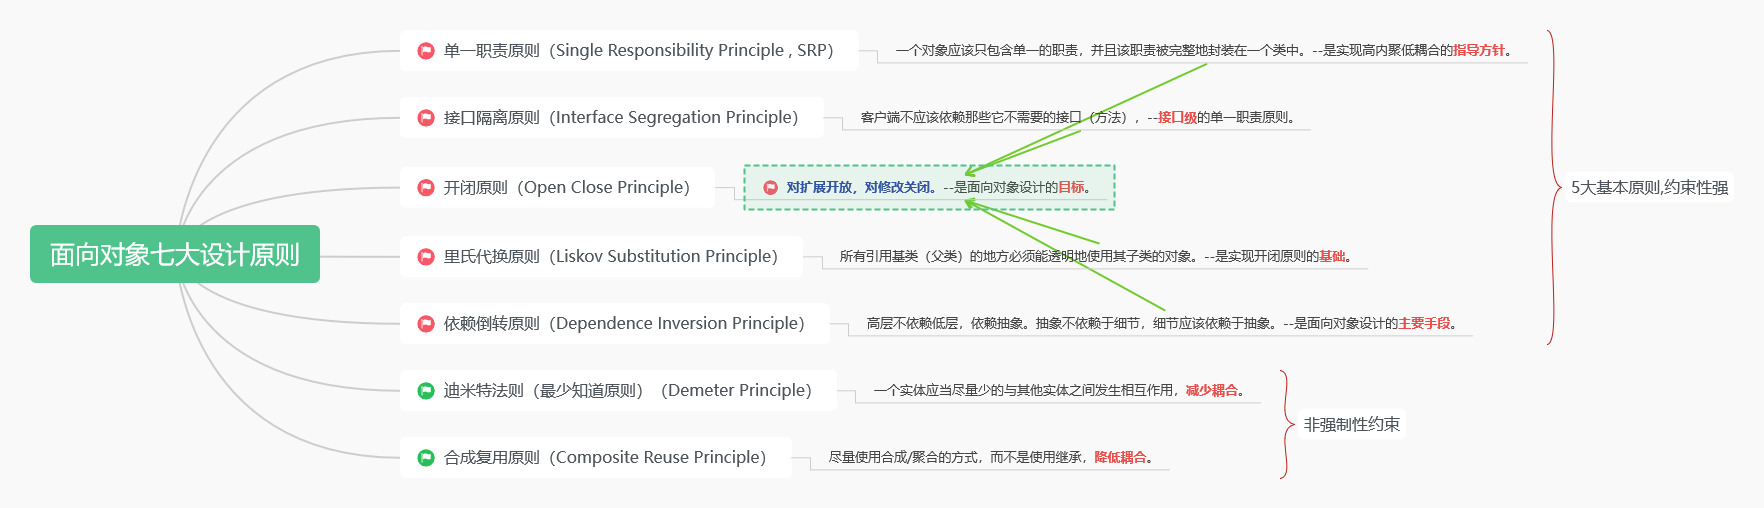 面向对象七大设计原则
单一职责原则（Single Responsibility Principle , SRP）
一个对象应该只包含单一的职责，并且该职责被完整地封装在一个类中。--是实现高内聚低耦合的指导方针。
接口隔离原则（Interface Segregation Principle）
客户端不应该依赖那些它不需要的接口（方法），--接口级的单一职责原则。
开闭原则（Open Close Principle）
对扩展开放，对修改关闭。--是面向对象设计的目标。
里氏代换原则（Liskov Substitution Principle）
所有引用基类（父类）的地方必须能透明地使用其子类的对象。--是实现开闭原则的基础。
依赖倒转原则（Dependence Inversion Principle）
高层不依赖低层，依赖抽象。抽象不依赖于细节，细节应该依赖于抽象。--是面向对象设计的主要手段。
5大基本原则,约束性强
迪米特法则（最少知道原则）（Demeter Principle）
一个实体应当尽量少的与其他实体之间发生相互作用，减少耦合。
合成复用原则（Composite Reuse Principle）
尽量使用合成/聚合的方式，而不是使用继承，降低耦合。
非强制性约束